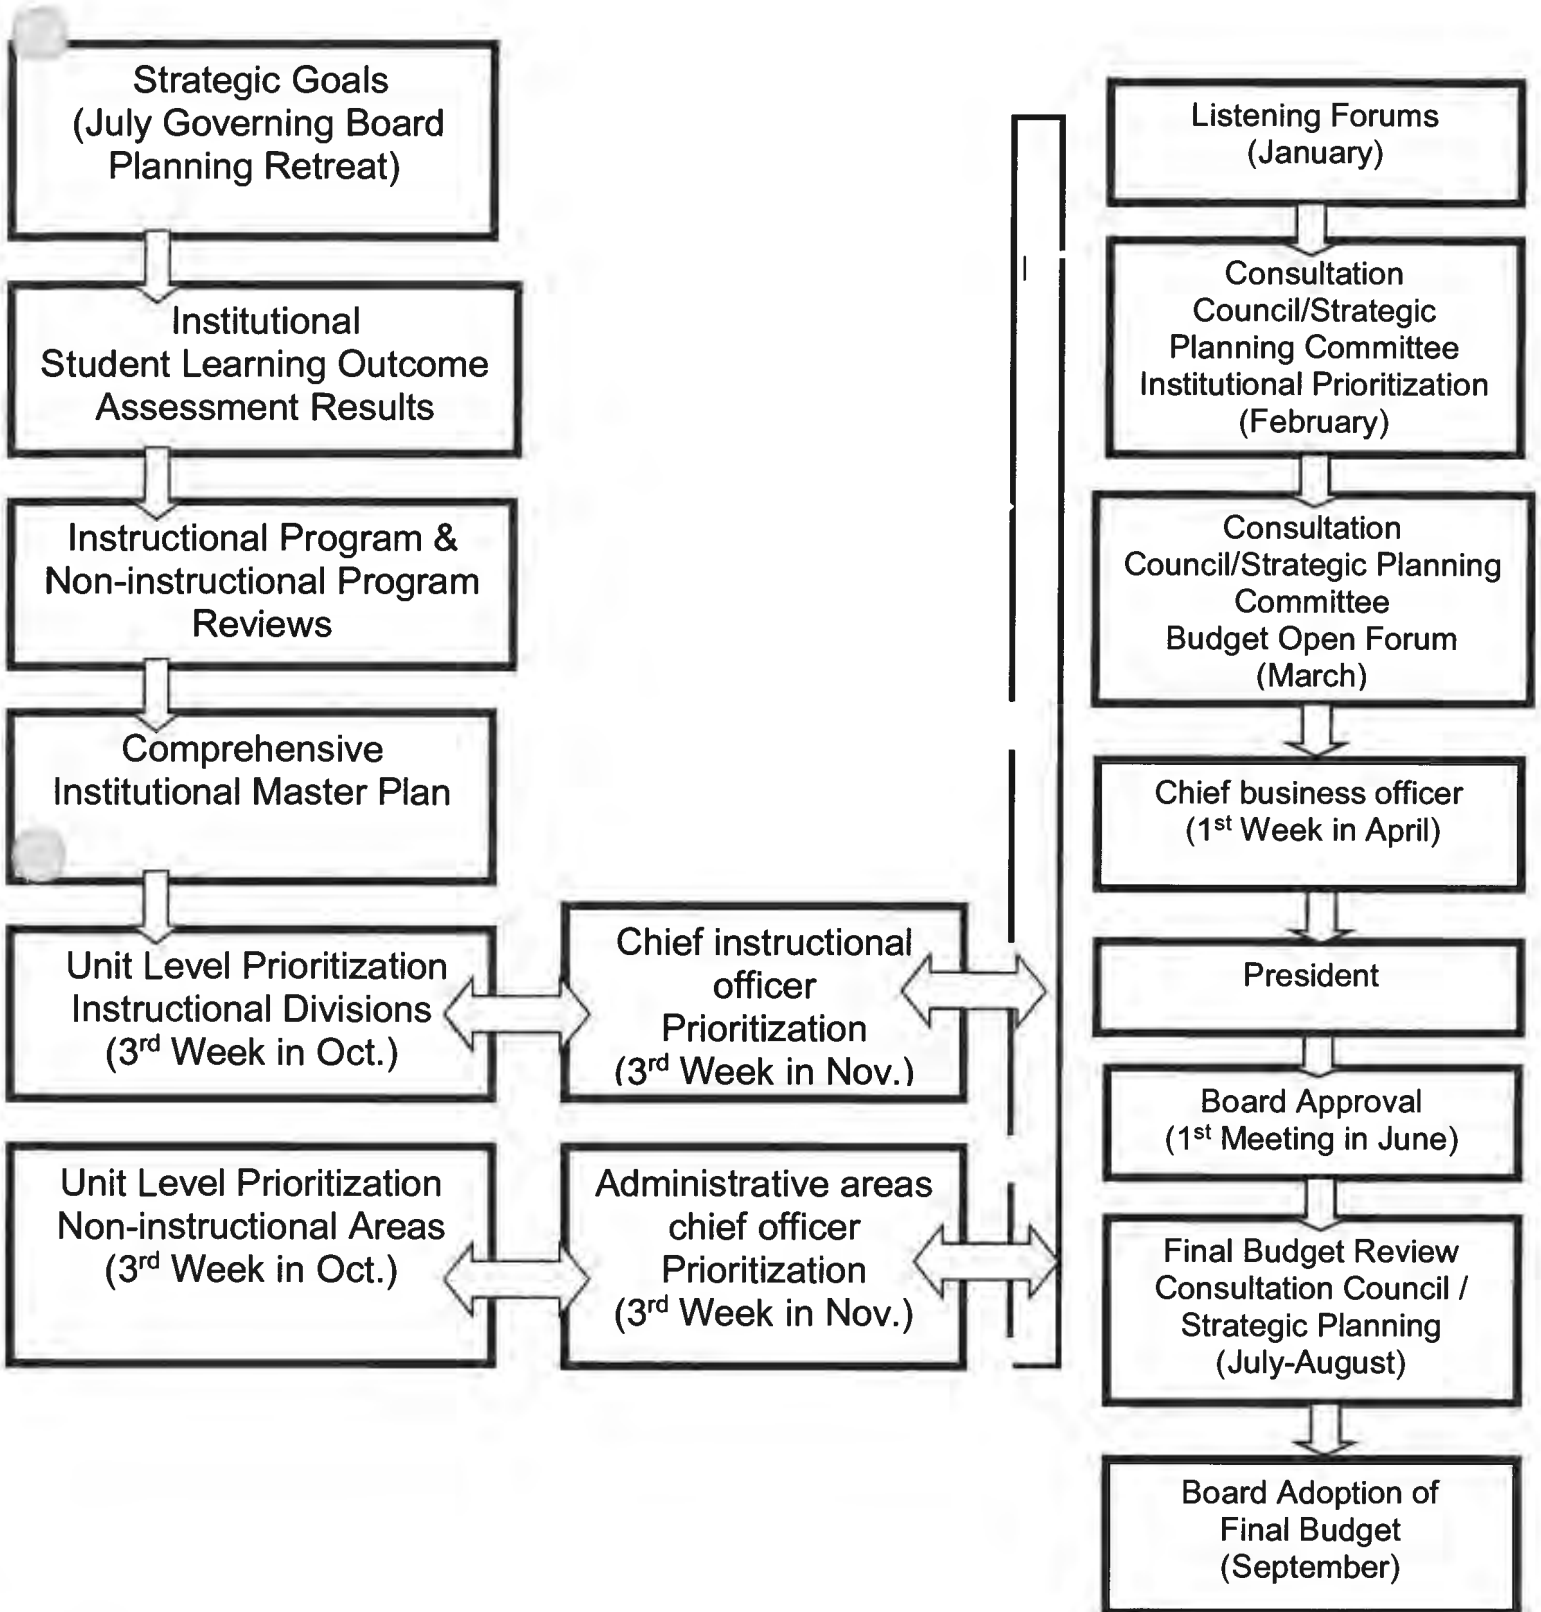 Strategic Goals
(July Governing Board
Planning Retreat)
Institutional
Student Learning Outcome
Assessment Results
Instructional Program &
Non-instructional Program
Reviews
Comprehensive
Institutional Master Plan
Unit Level Prioritization
Instructional Divisions
(3rd Week in Oct.)
Chief instructional
officer
Prioritization
(3rd Week in Nov.)
Unit Level Prioritization
Non-instructional Areas
(3rd Week in Oct.)
Administrative areas
chief officer
Prioritization
(3rd Week in Nov.)
Listening Forums
(January)
Consultation
Council/Strategic
Planning Committee
Institutional Prioritization
(February)
Consultation
Council/Strategic Planning
Committee
Budget Open Forum
(March)
Chief business officer
(1st Week in April)
President
Board Approval
(1st Meeting in June)
Final Budget Review
Consultation Council /
Strategic Planning
(July-August)
Board Adoption of
Final Budget
(September)